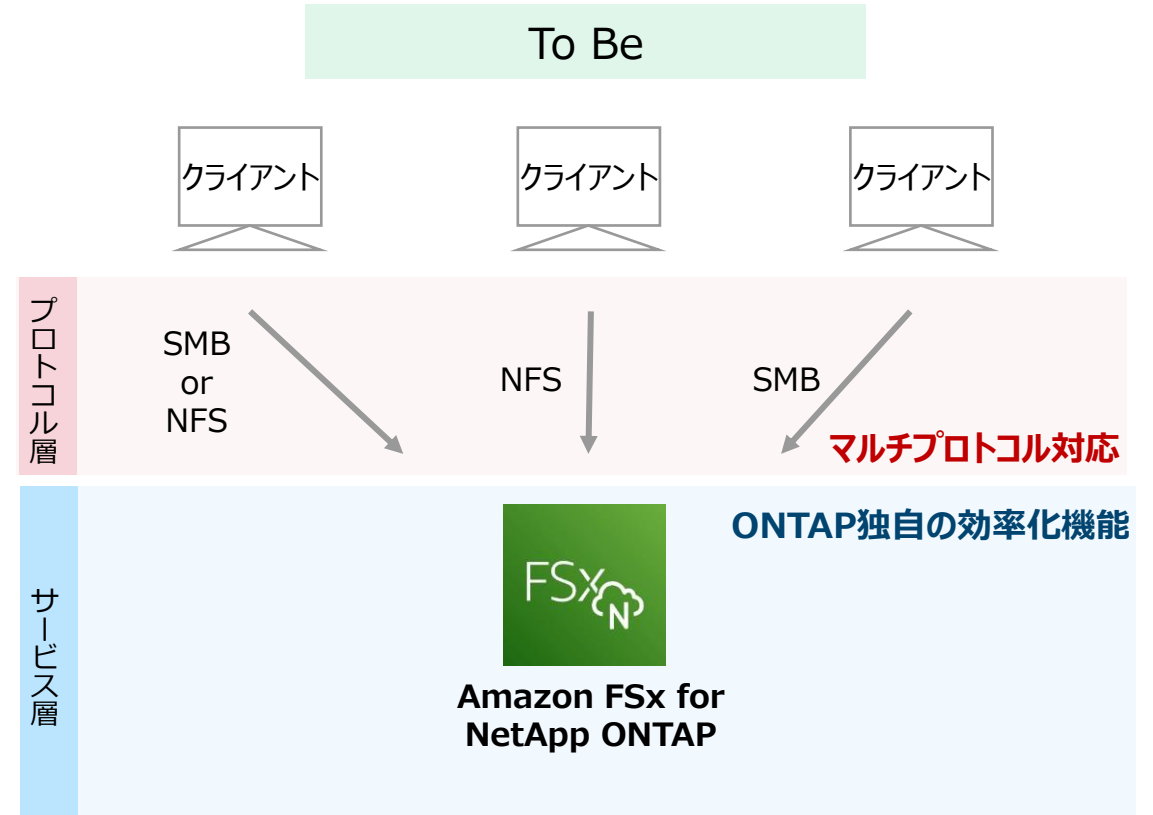 To Be
クライアント
クライアント
クライアント
プロトコル層
SMB
or
NFS
NFS
SMB
マルチプロトコル対応
サービス層
ONTAP独自の効率化機能
FSx
N
Amazon FSx for
NetApp ONTAP